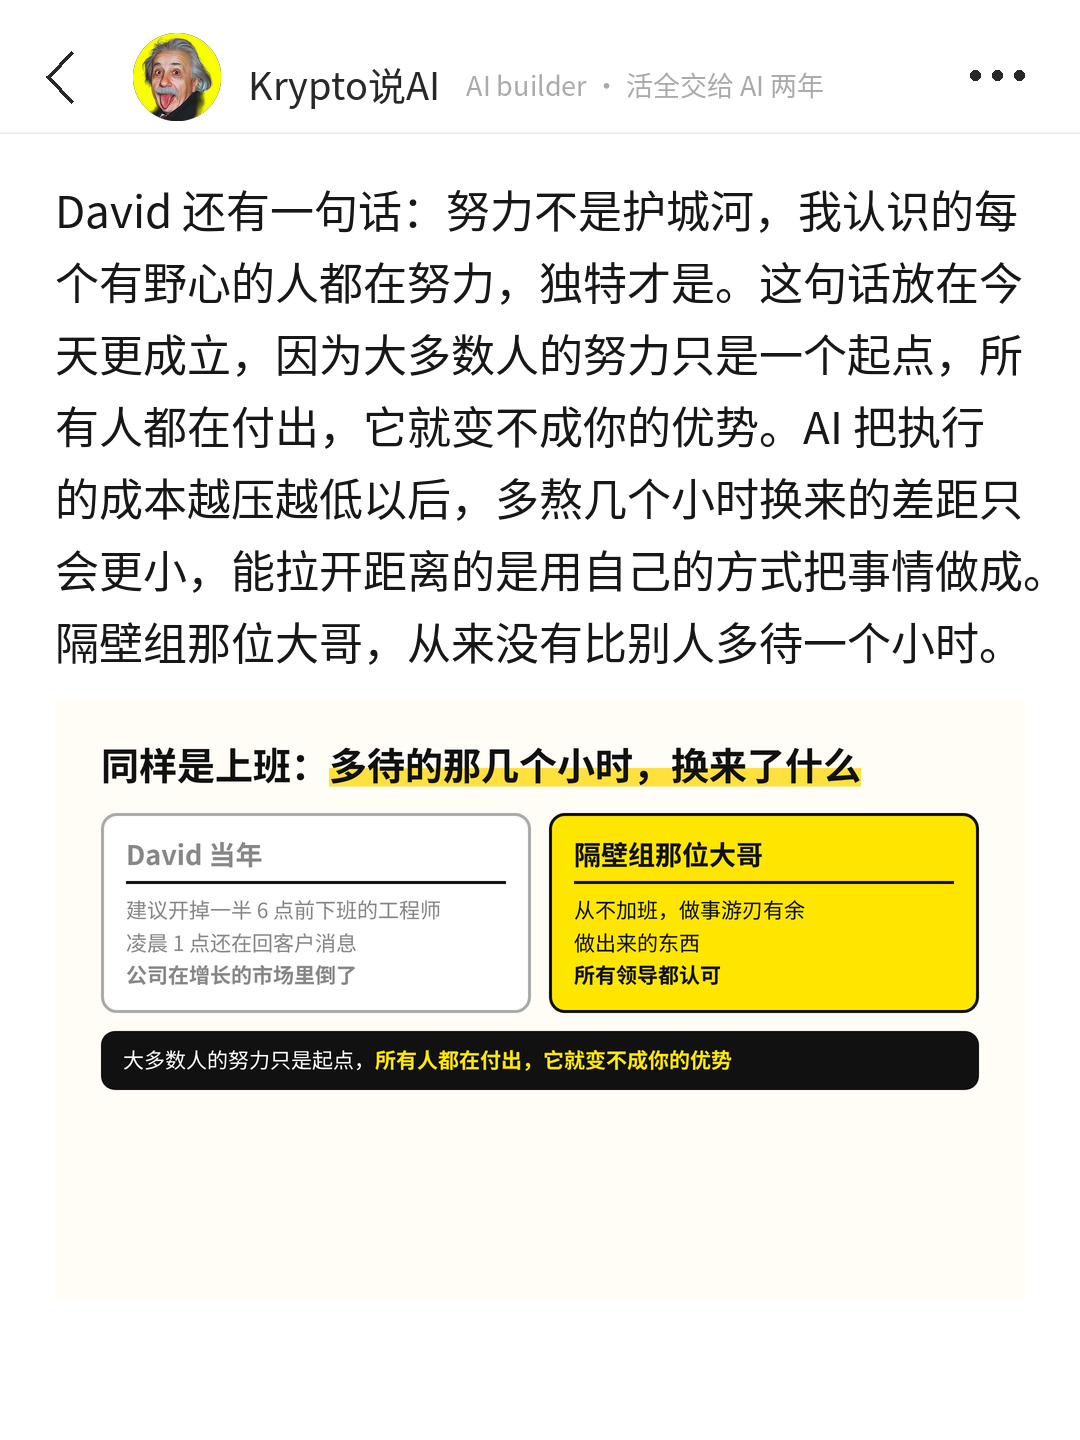 Krypto说AI AI builder · 活全交给 AI 两年
David 还有一句话：努力不是护城河，我认识的每
个有野心的人都在努力，独特才是。这句话放在今
天更成立，因为大多数人的努力只是一个起点，所
有人都在付出，它就变不成你的优势。AI 把执行
的成本越压越低以后，多熬几个小时换来的差距只
会更小，能拉开距离的是用自己的方式把事情做成。
隔壁组那位大哥，从来没有比别人多待一个小时。
同样是上班：多待的那几个小时，换来了什么
David 当年
建议开掉一半 6 点前下班的工程师
凌晨 1 点还在回客户消息
公司在增长的市场里倒了
隔壁组那位大哥
从不加班，做事游刃有余
做出来的东西
所有领导都认可
大多数人的努力只是起点，所有人都在付出，它就变不成你的优势